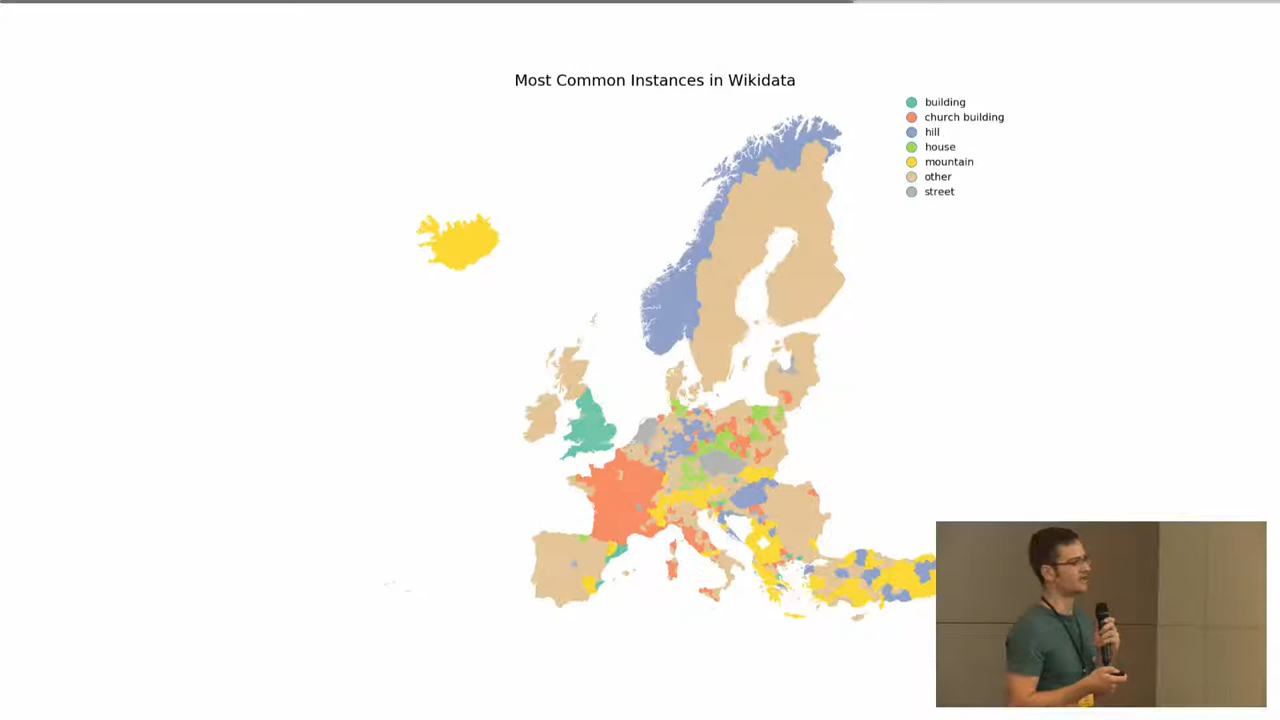 Most Common Instances in Wikidata
building
church building
hill
house
mountain
other
street